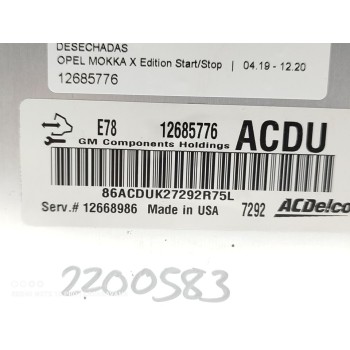 DESECHADAS
OPEL MOKKA X Edition Start/Stop | 04.19 - 12.20
12685776
E78 12685776 ACDU
GM Components Holdings
86ACDUK27292R75L
Serv.# 12668986 Made in USA 7292 ACDelco
2200583